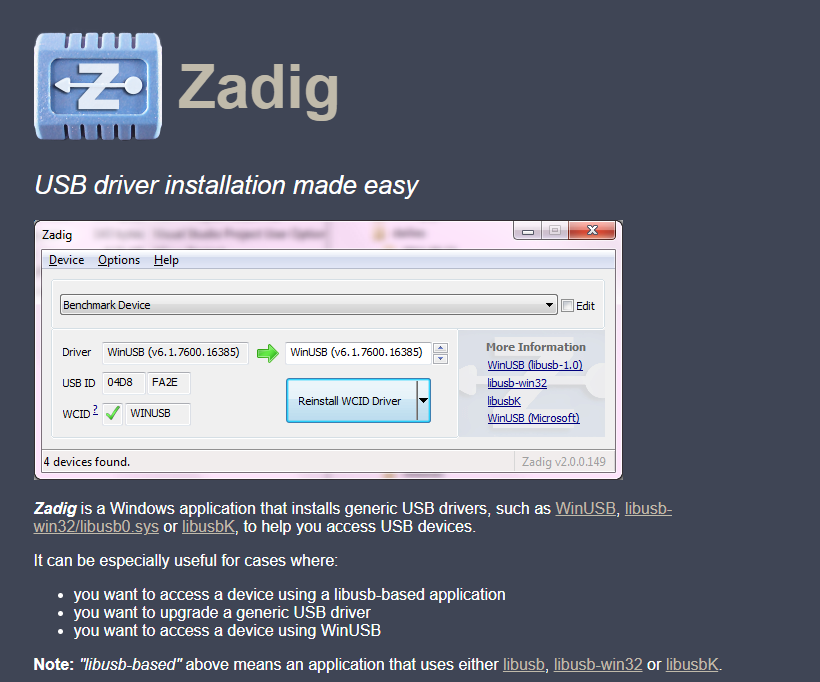 Z
Zadig
USB driver installation made easy
Zadig
Device Options Help
Benchmark Device Edit
Driver WinUSB (v6.1.7600.16385) WinUSB (v6.1.7600.16385)
USB ID 04D8 FA2E
WCID ? WINUSB
Reinstall WCID Driver
More Information
WinUSB (libusb-1.0)
libusb-win32
libusbK
WinUSB (Microsoft)
4 devices found. Zadig v2.0.0.149
Zadig is a Windows application that installs generic USB drivers, such as WinUSB, libusb-
win32/libusb0.sys or libusbK, to help you access USB devices.
It can be especially useful for cases where:
• you want to access a device using a libusb-based application
• you want to upgrade a generic USB driver
• you want to access a device using WinUSB
Note: "libusb-based" above means an application that uses either libusb, libusb-win32 or libusbK.